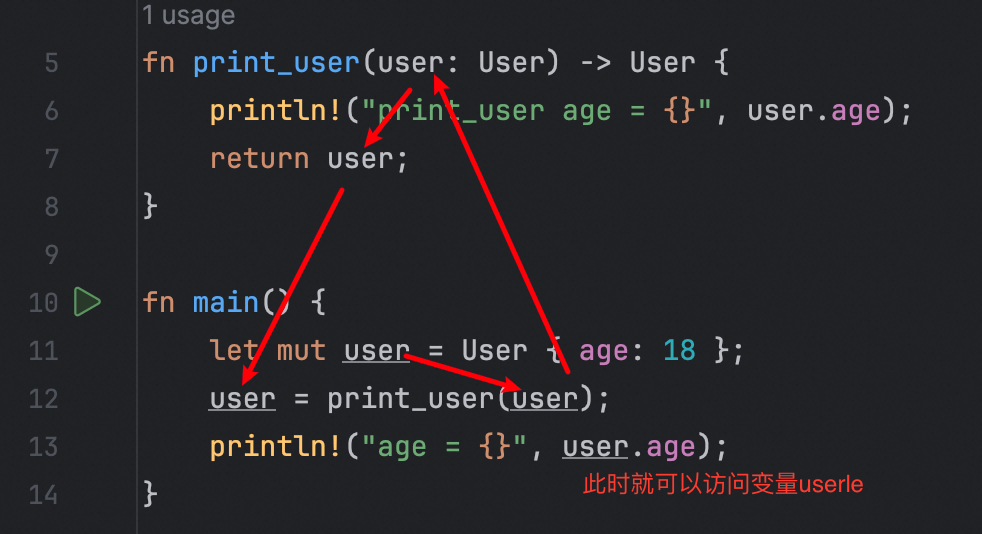 1 usage
5 fn print_user(user: User) -> User {
6 println!("print_user age = {}", user.age);
7 return user;
8 }
9
10 fn main() {
11 let mut user = User { age: 18 };
12 user = print_user(user);
13 println!("age = {}", user.age);
此时就可以访问变量userle
14 }